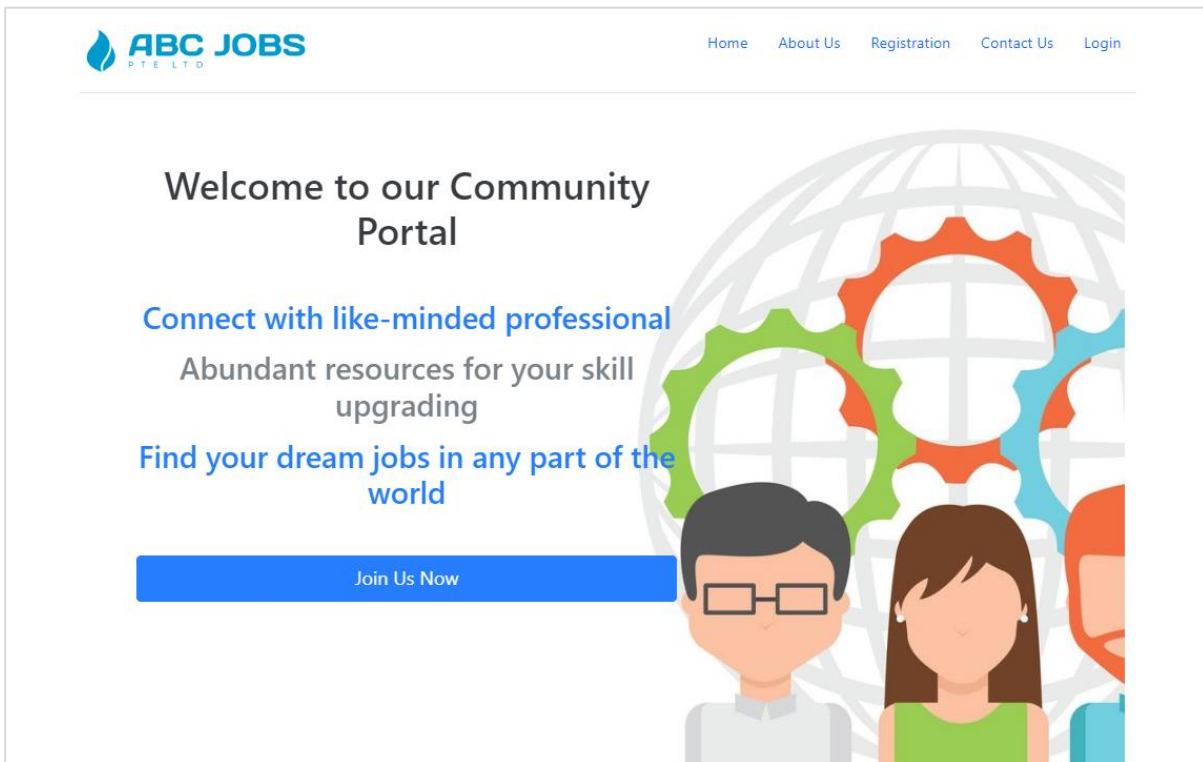 ABC JOBS
PTE LTD
Home About Us Registration Contact Us Login
Welcome to our Community
Portal
Connect with like-minded professional
Abundant resources for your skill
upgrading
Find your dream jobs in any part of the
world
Join Us Now